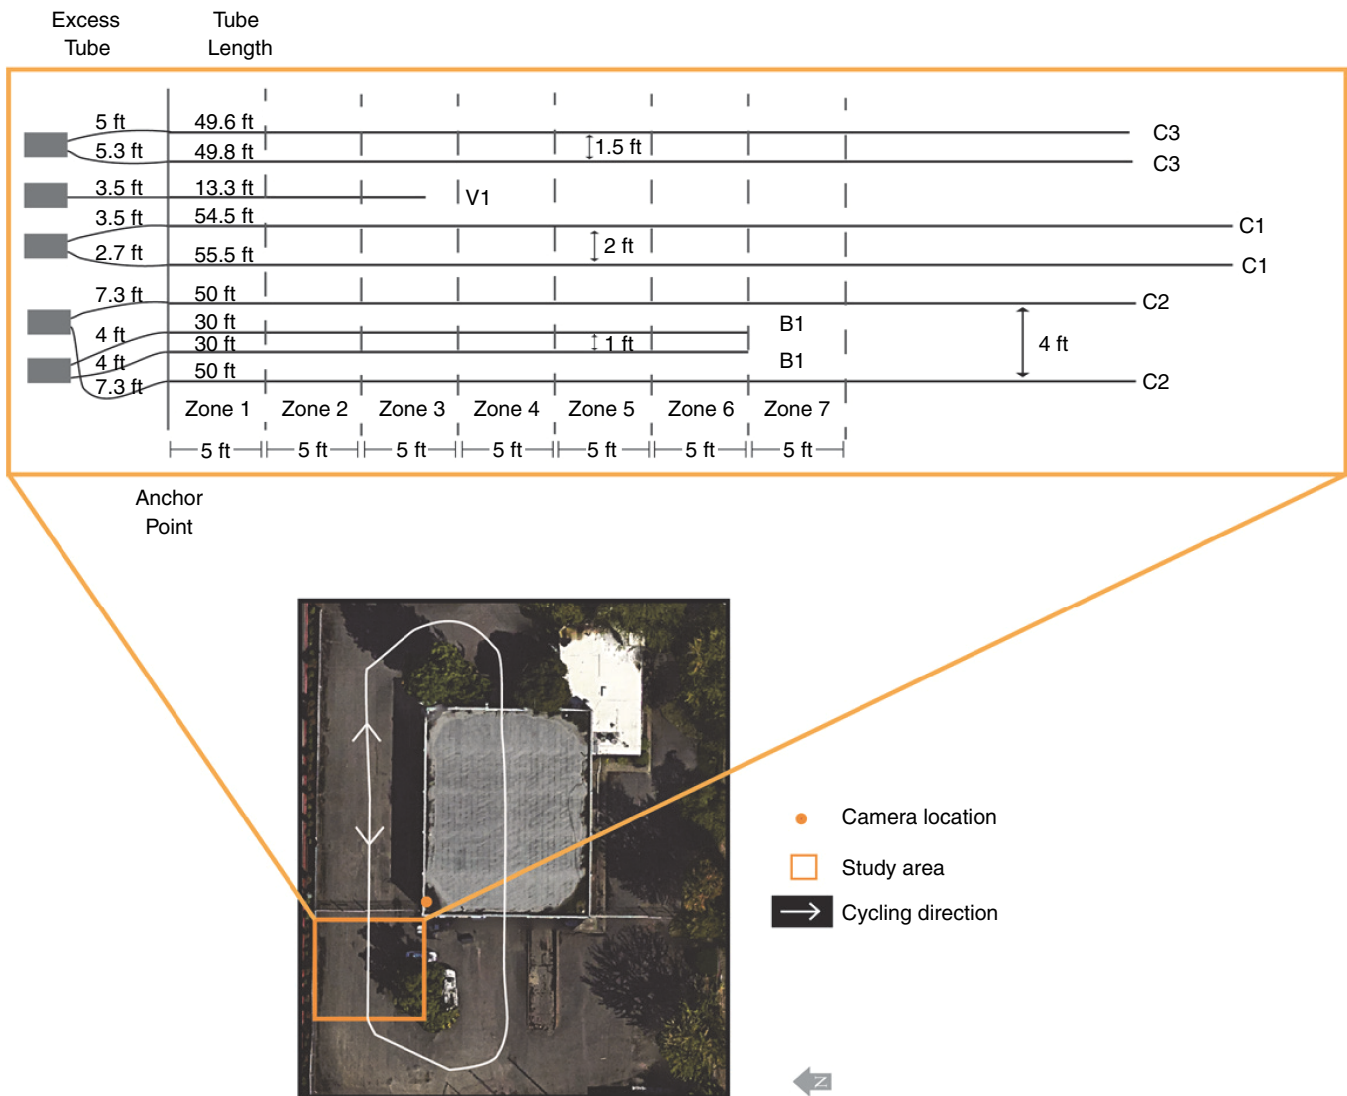 Excess Tube
Tube Length
5 ft
49.6 ft
C3
1.5 ft
5.3 ft
49.8 ft
C3
3.5 ft
13.3 ft
V1
3.5 ft
54.5 ft
C1
2 ft
2.7 ft
55.5 ft
C1
7.3 ft
50 ft
C2
4 ft
30 ft
B1
1 ft
4 ft
4 ft
30 ft
B1
7.3 ft
50 ft
C2
Zone 1 Zone 2 Zone 3 Zone 4 Zone 5 Zone 6 Zone 7
5 ft 5 ft 5 ft 5 ft 5 ft 5 ft 5 ft
Anchor
Point
Camera location
Study area
Cycling direction
N